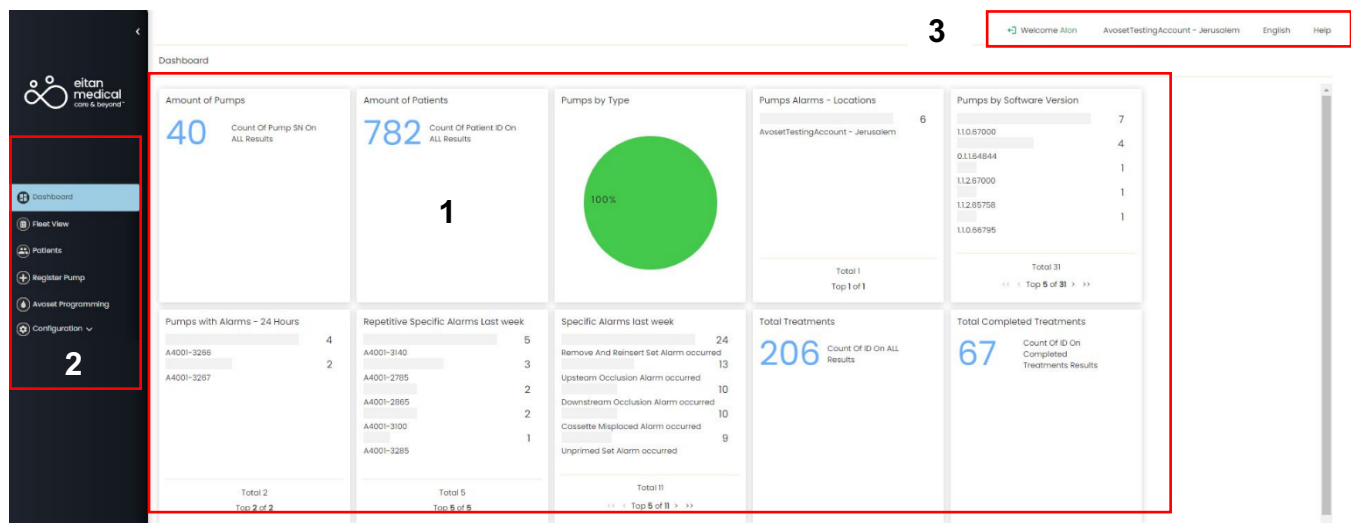 3
Welcome Alon
AvosetTestingAccount - Jerusalem
English
Help
eitan
medical
care & beyond™
Dashboard
Fleet View
Patients
Register Pump
Avoset Programming
Configuration
2
Dashboard
1
Amount of Pumps
40
Count Of Pump SN On
ALL Results
Amount of Patients
782
Count Of Patient ID On
ALL Results
Pumps by Type
100%
Pumps Alarms - Locations
6
AvosetTestingAccount - Jerusalem
Total 1
Top 1 of 1
Pumps by Software Version
7
1.1.0.67000
4
0.1.1.64844
1
1.1.2.67000
1
1.1.2.65758
1
1.1.0.66795
Total 31
<< < Top 5 of 31 > >>
Pumps with Alarms - 24 Hours
4
A4001-3266
2
A4001-3267
Total 2
Top 2 of 2
Repetitive Specific Alarms Last week
5
A4001-3140
3
A4001-2785
2
A4001-2865
2
A4001-3100
1
A4001-3285
Total 5
Top 5 of 5
Specific Alarms last week
24
Remove And Reinsert Set Alarm occurred
13
Upsteam Occlusion Alarm occurred
10
Downstream Occlusion Alarm occurred
10
Cassette Misplaced Alarm occurred
9
Unprimed Set Alarm occurred
Total 11
<< < Top 5 of 11 > >>
Total Treatments
206
Count Of ID On ALL
Results
Total Completed Treatments
67
Count Of ID On
Completed
Treatments Results